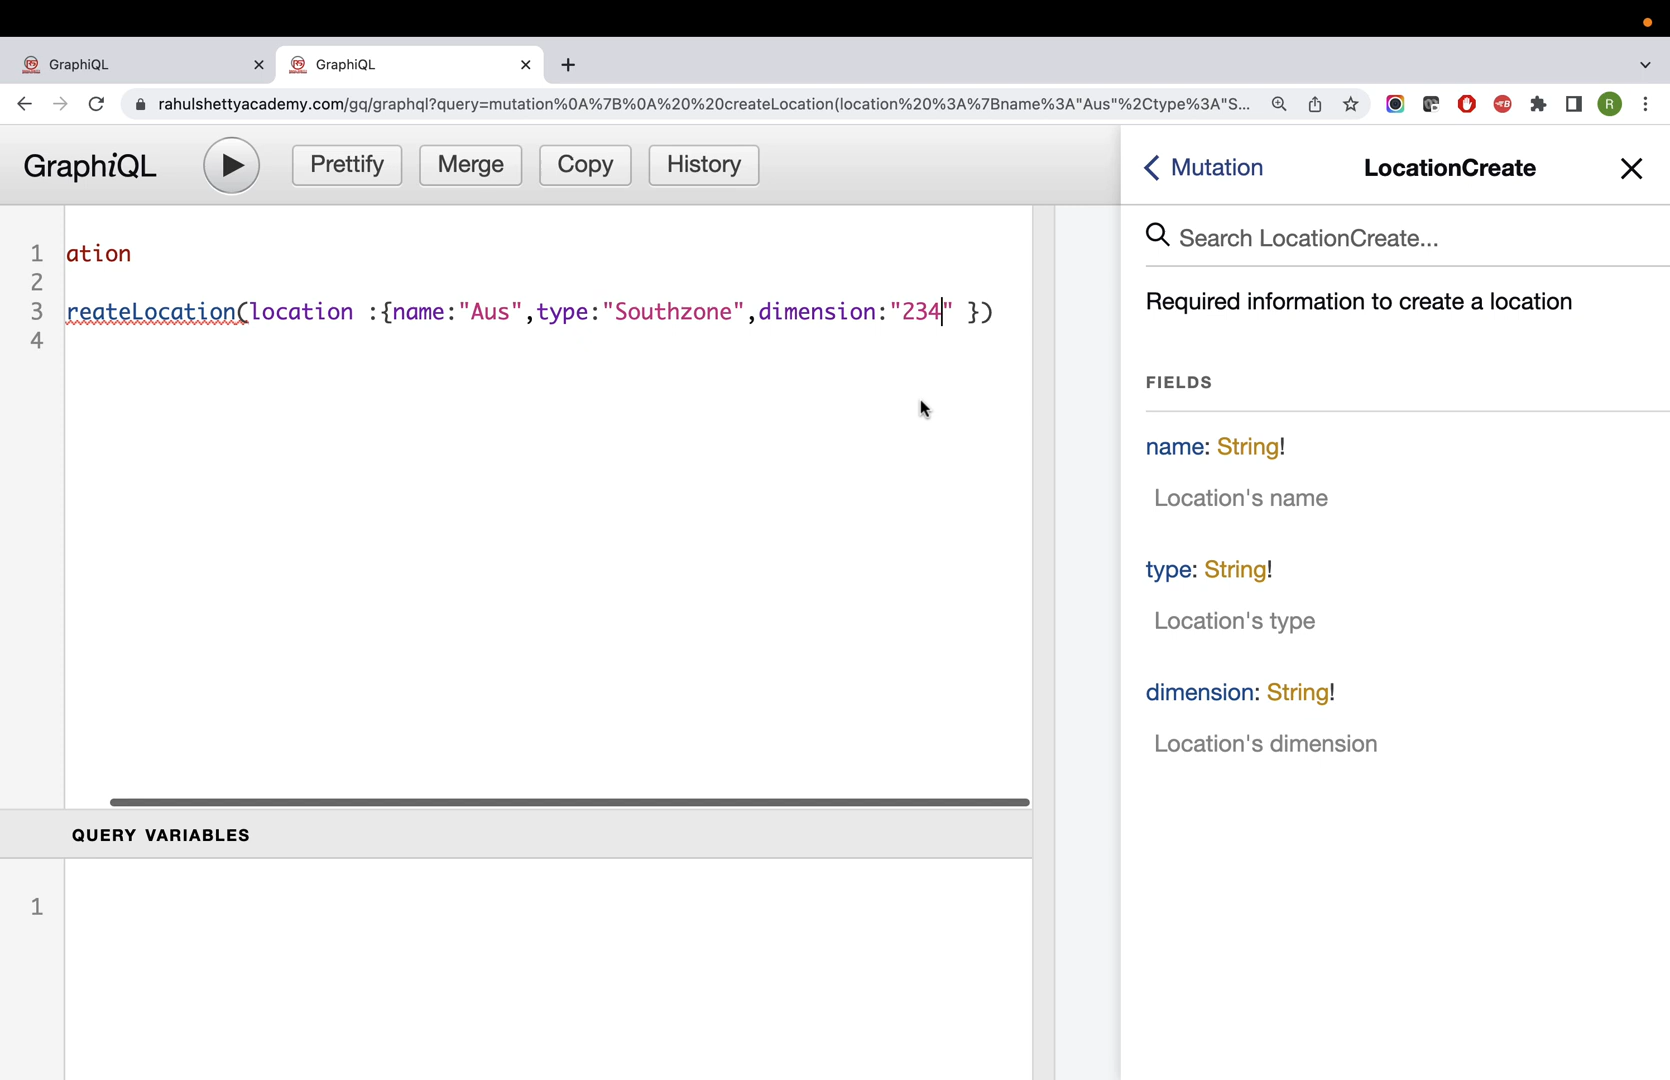 GraphiQL
GraphiQL
rahulshettyacademy.com/gq/graphql?query=mutation%0A%7B%0A%20%20createLocation(location%20%3A%7Bname%3A"Aus"%2Ctype%3A"S...
R
GraphiQL
Prettify
Merge
Copy
History
Mutation
LocationCreate
Search LocationCreate...
1 ation
2
3 reateLocation(location :{name:"Aus",type:"Southzone",dimension:"234" })
4
Required information to create a location
FIELDS
name: String!
Location's name
type: String!
Location's type
dimension: String!
Location's dimension
QUERY VARIABLES
1